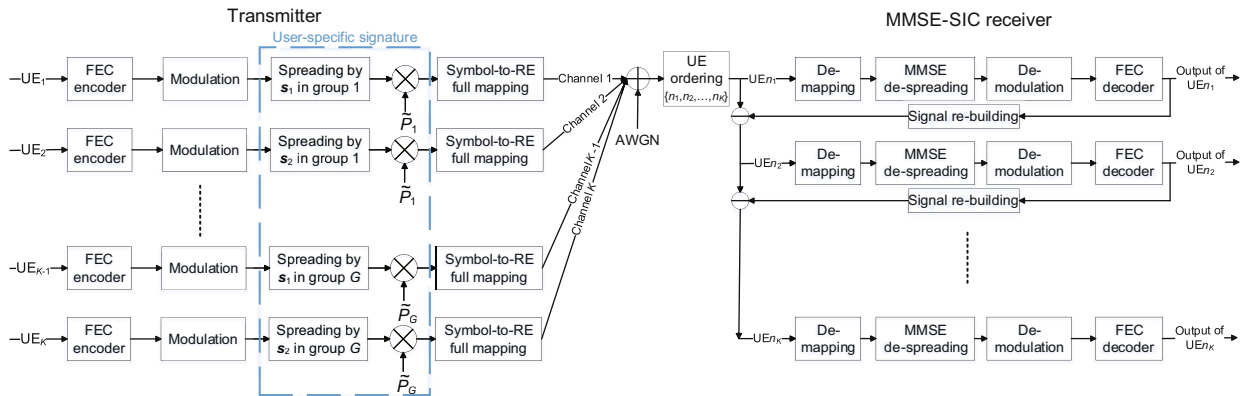 Transmitter
MMSE-SIC receiver
User-specific signature
UE1
FEC
encoder
Modulation
Spreading by
s1 in group 1
P̃1
Symbol-to-RE
full mapping
Channel 1
UE2
FEC
encoder
Modulation
Spreading by
s2 in group 1
P̃1
Symbol-to-RE
full mapping
Channel 2
UEK-1
FEC
encoder
Modulation
Spreading by
s1 in group G
P̃G
Symbol-to-RE
full mapping
Channel K-1
UEK
FEC
encoder
Modulation
Spreading by
s2 in group G
P̃G
Symbol-to-RE
full mapping
Channel K
AWGN
UE
ordering
{n1,n2,…,nK}
UEn1
De-
mapping
MMSE
de-spreading
De-
modulation
FEC
decoder
Output of
UEn1
Signal re-building
UEn2
De-
mapping
MMSE
de-spreading
De-
modulation
FEC
decoder
Output of
UEn2
Signal re-building
UEnK
De-
mapping
MMSE
de-spreading
De-
modulation
FEC
decoder
Output of
UEnK